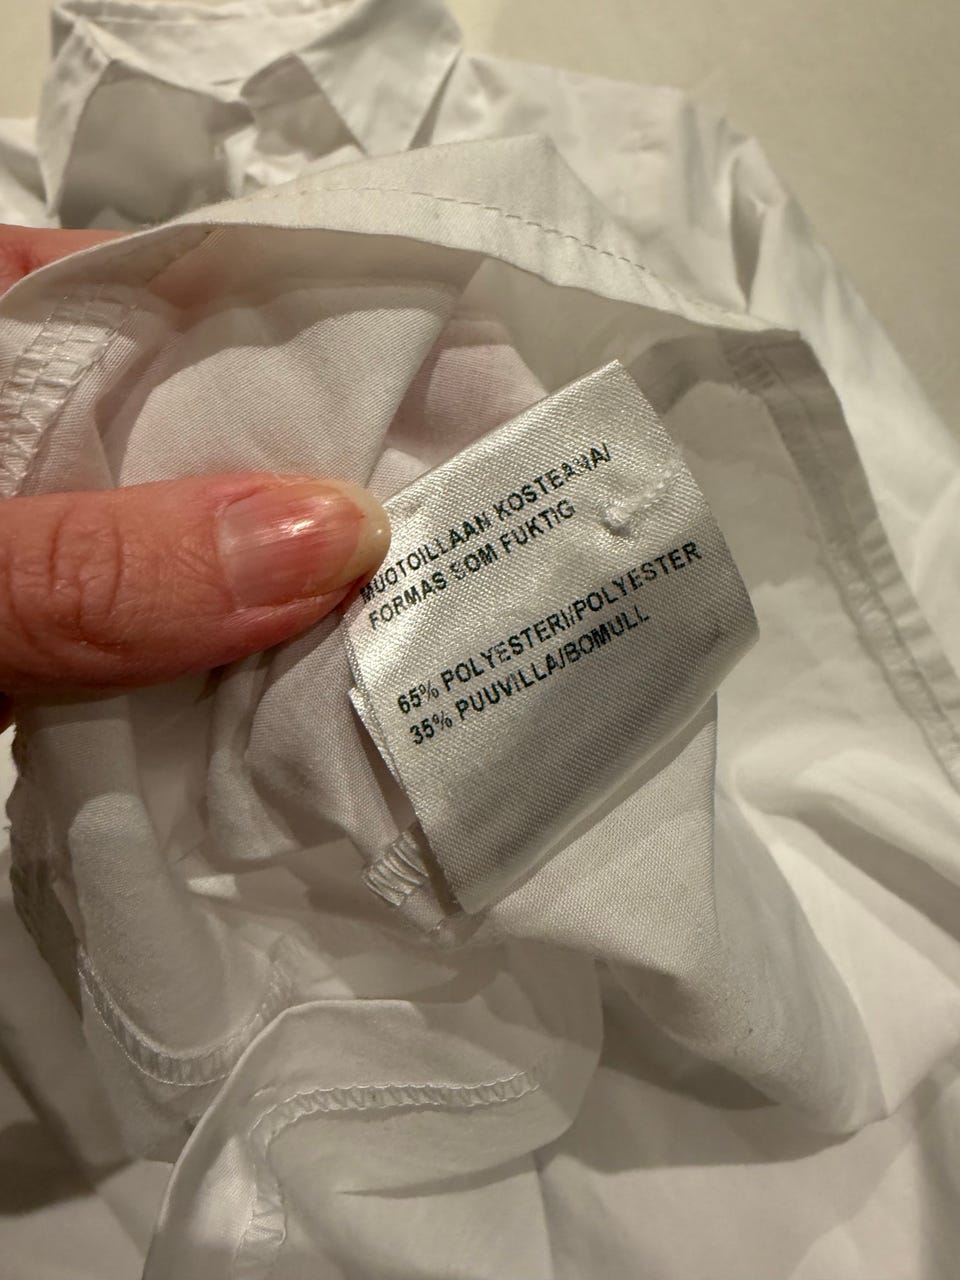 MUOTOILLAAN KOSTEANA/
FORMAS SOM FUKTIG
65% POLYESTERI/POLYESTER
35% PUUVILLA/BOMULL